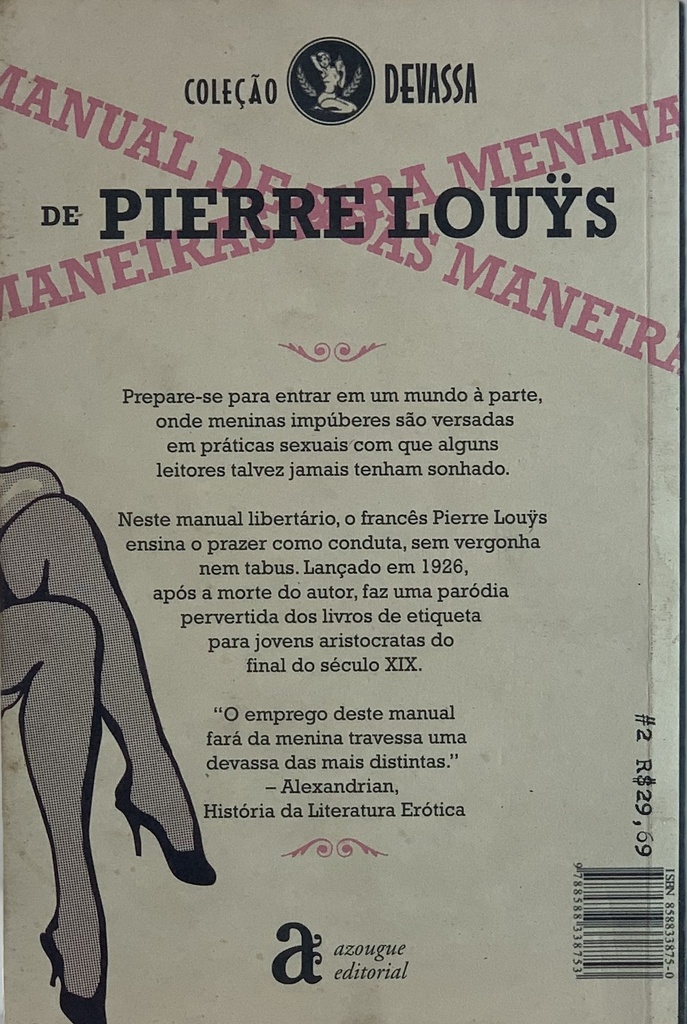 COLEÇÃO DEVASSA
MANUAL DE
RA MENINA
DE PIERRE LOUŸS
MANEIRAS
AS MANEIRA
Prepare-se para entrar em um mundo à parte,
onde meninas impúberes são versadas
em práticas sexuais com que alguns
leitores talvez jamais tenham sonhado.
Neste manual libertário, o francês Pierre Louÿs
ensina o prazer como conduta, sem vergonha
nem tabus. Lançado em 1926,
após a morte do autor, faz uma paródia
pervertida dos livros de etiqueta
para jovens aristocratas do
final do século XIX.
“O emprego deste manual
fará da menina travessa uma
devassa das mais distintas.”
– Alexandrian,
História da Literatura Erótica
azougue
editorial
#2 R$29,69
ISBN 858833875-0
9788588338753